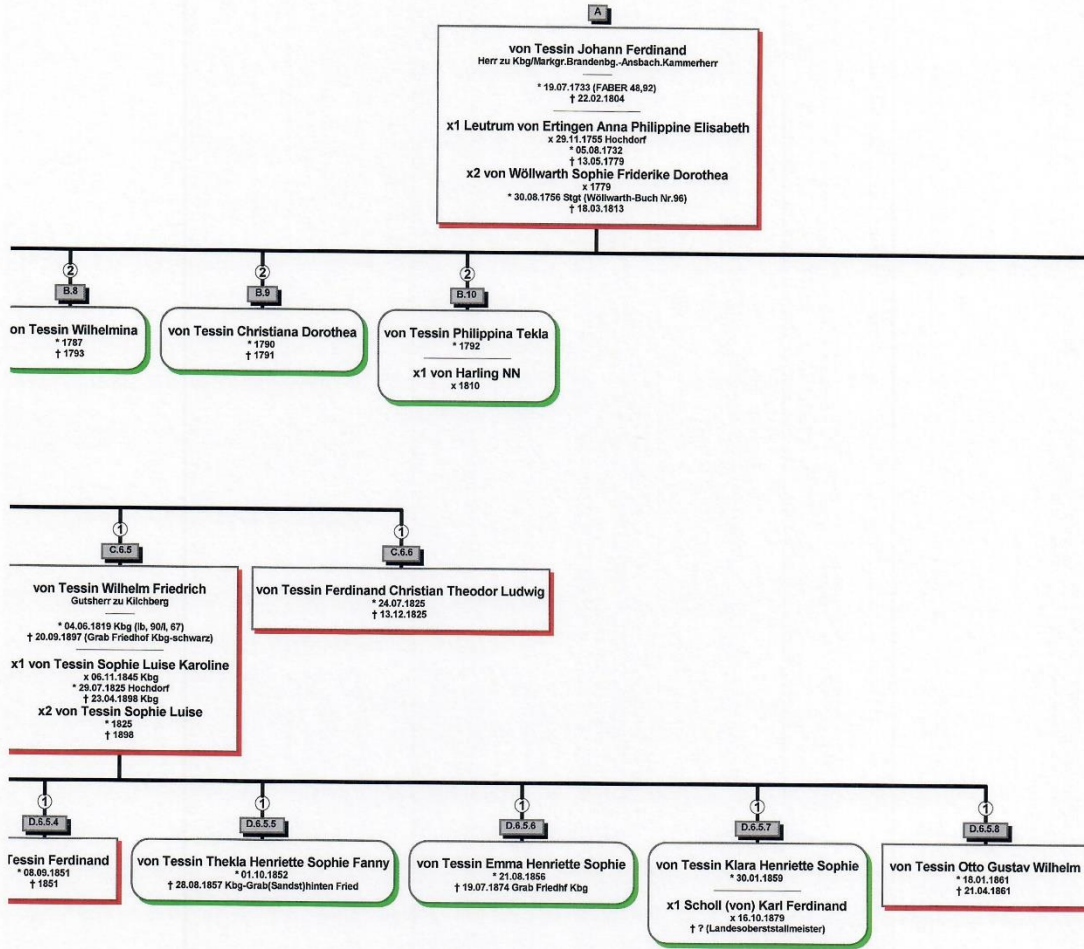 A
von Tessin Johann Ferdinand
Herr zu Kbg/Markgr.Brandenbg.-Ansbach.Kammerherr
* 19.07.1733 (FABER 48,92)
† 22.02.1804
x1 Leutrum von Ertingen Anna Philippine Elisabeth
x 29.11.1755 Hochdorf
* 05.08.1732
† 13.05.1779
x2 von Wöllwarth Sophie Friderike Dorothea
x 1779
* 30.08.1756 Stgt (Wöllwarth-Buch Nr.96)
† 18.03.1813
2
B.8
on Tessin Wilhelmina
* 1787
† 1793
2
B.9
von Tessin Christiana Dorothea
* 1790
† 1791
2
B.10
von Tessin Philippina Tekla
* 1792
x1 von Harling NN
x 1810
1
C.6.5
von Tessin Wilhelm Friedrich
Gutsherr zu Kilchberg
* 04.06.1819 Kbg (Ib, 90/I, 67)
† 20.09.1897 (Grab Friedhof Kbg-schwarz)
x1 von Tessin Sophie Luise Karoline
x 06.11.1845 Kbg
* 29.07.1825 Hochdorf
† 23.04.1898 Kbg
x2 von Tessin Sophie Luise
* 1825
† 1898
1
C.6.6
von Tessin Ferdinand Christian Theodor Ludwig
* 24.07.1825
† 13.12.1825
1
D.6.5.4
Tessin Ferdinand
* 08.09.1851
† 1851
1
D.6.5.5
von Tessin Thekla Henriette Sophie Fanny
* 01.10.1852
† 28.08.1857 Kbg-Grab(Sandst)hinten Fried
1
D.6.5.6
von Tessin Emma Henriette Sophie
* 21.08.1856
† 19.07.1874 Grab Friedhf Kbg
1
D.6.5.7
von Tessin Klara Henriette Sophie
* 30.01.1859
x1 Scholl (von) Karl Ferdinand
x 16.10.1879
† ? (Landesoberststallmeister)
1
D.6.5.8
von Tessin Otto Gustav Wilhelm
* 18.01.1861
† 21.04.1861